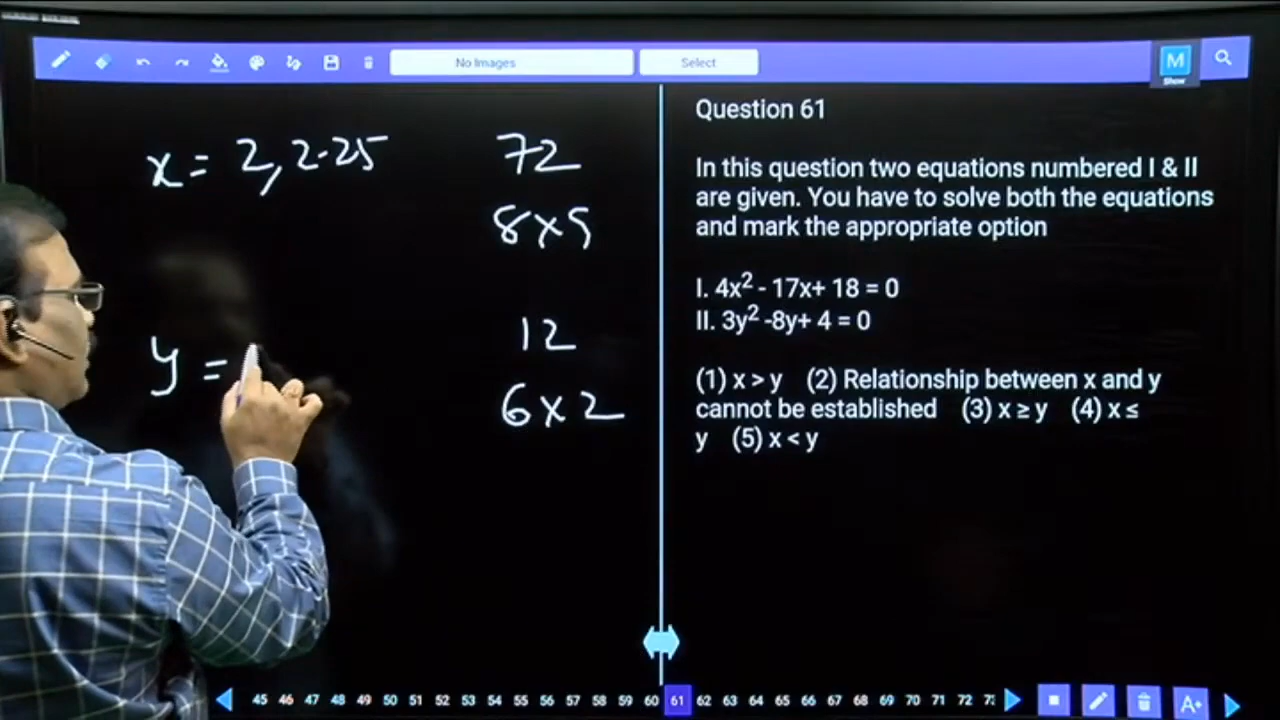 No Images
Select
M
Show
x = 2, 2.25
72
8x9
12
y =
6x2
Question 61
In this question two equations numbered I & II
are given. You have to solve both the equations
and mark the appropriate option
I. 4x² - 17x+ 18 = 0
II. 3y² -8y+ 4 = 0
(1) x > y (2) Relationship between x and y
cannot be established (3) x ≥ y (4) x ≤
y (5) x < y
45 46 47 48 49 50 51 52 53 54 55 56 57 58 59 60 61 62 63 64 65 66 67 68 69 70 71 72
A+